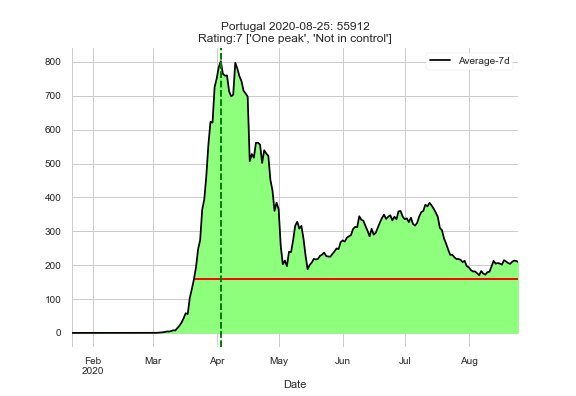 Portugal 2020-08-25: 55912
Rating:7 ['One peak', 'Not in control']
Average-7d
800
700
600
500
400
300
200
100
0
Feb
2020
Mar
Apr
May
Jun
Jul
Aug
Date